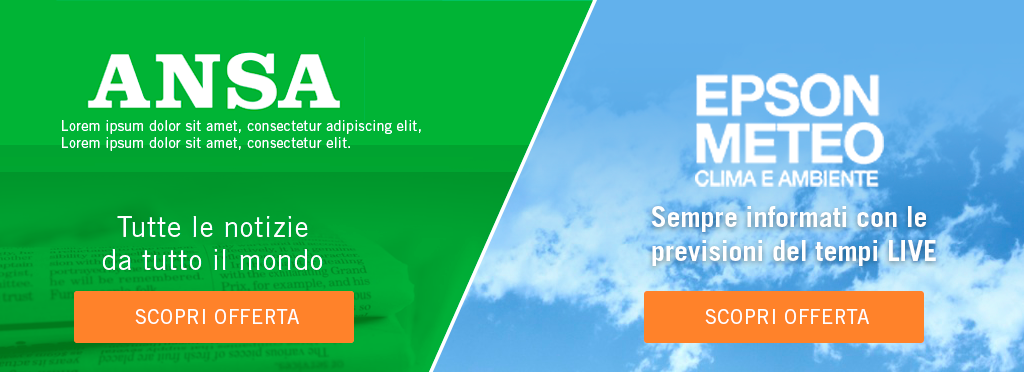 ANSA
Lorem ipsum dolor sit amet, consectetur adipiscing elit,
Lorem ipsum dolor sit amet, consectetur elit.
Tutte le notizie
da tutto il mondo
SCOPRI OFFERTA
EPSON
METEO
CLIMA E AMBIENTE
Sempre informati con le
previsioni del tempi LIVE
SCOPRI OFFERTA